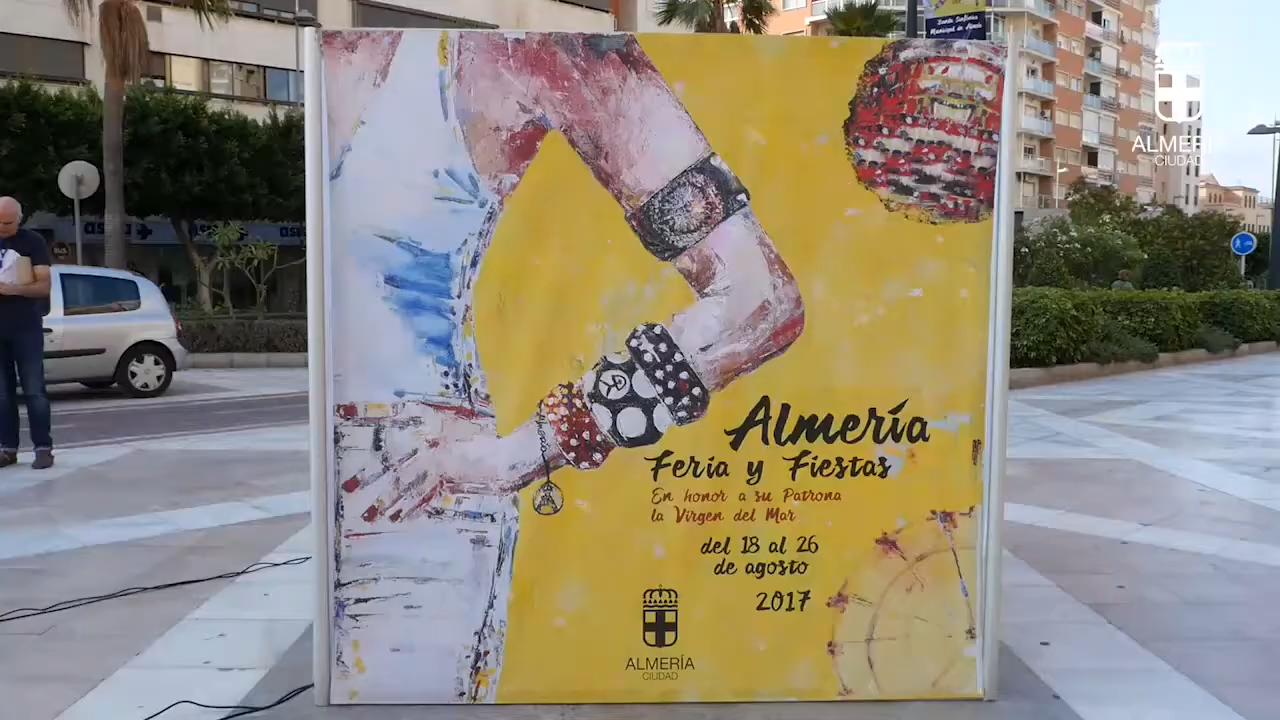 ALMERÍA
CIUDAD
Almería
Feria y Fiestas
En honor a su Patrona
la Virgen del Mar
del 18 al 26
de agosto
2017
ALMERÍA
CIUDAD